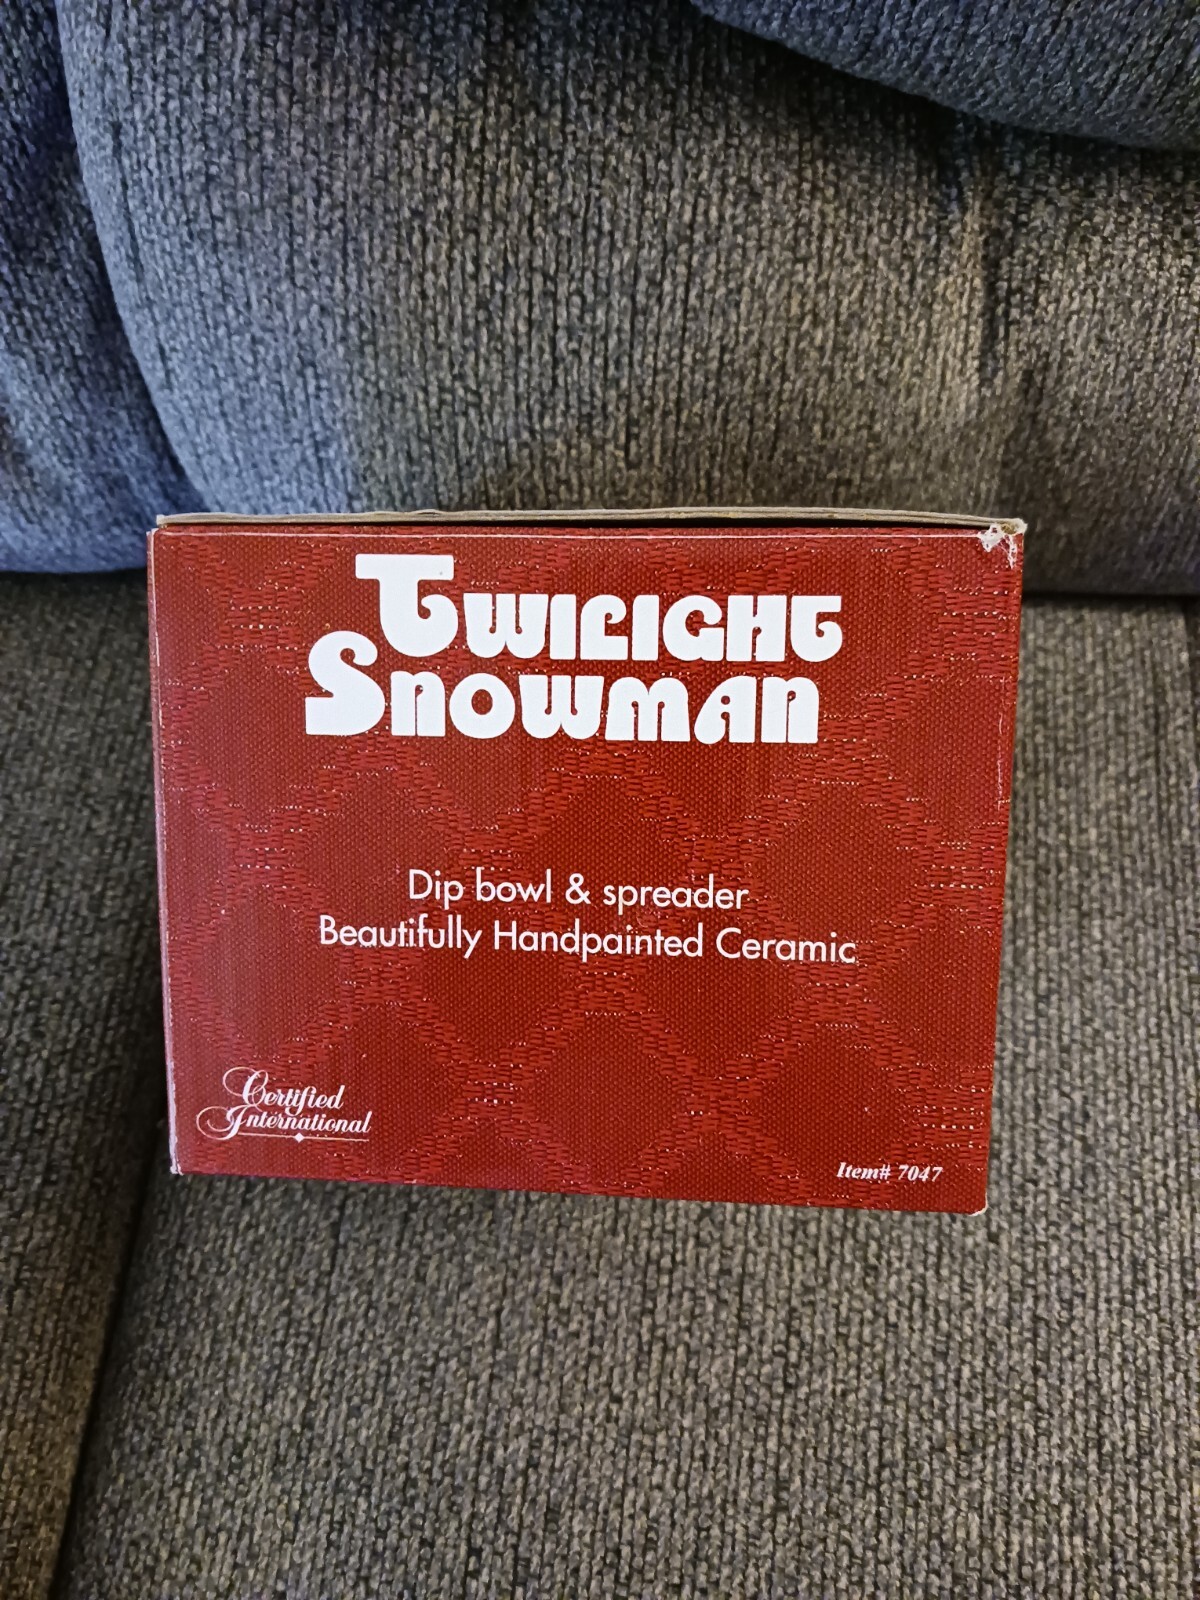 Twilight
Snowman
Dip bowl & spreader
Beautifully Handpainted Ceramic
Certified
International
Item# 7047